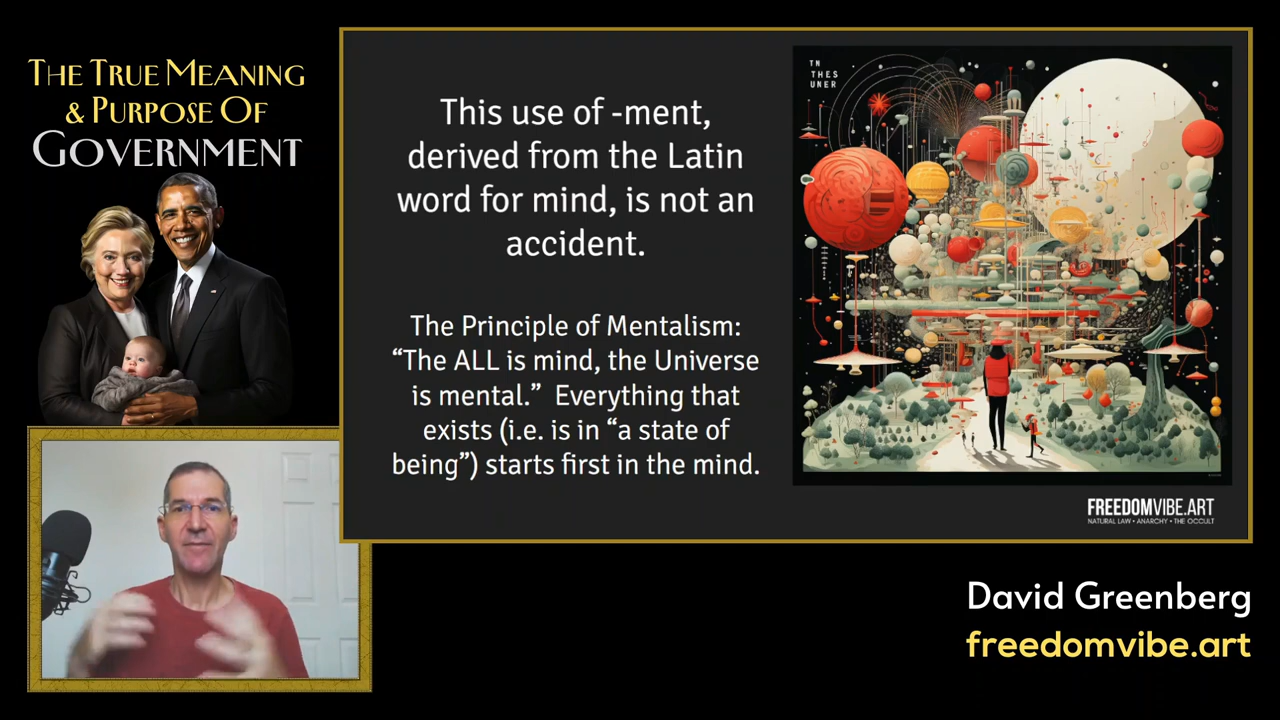 THE TRUE MEANING
& PURPOSE OF
GOVERNMENT
This use of -ment,
derived from the Latin
word for mind, is not an
accident.
The Principle of Mentalism:
“The ALL is mind, the Universe
is mental.” Everything that
exists (i.e. is in “a state of
being”) starts first in the mind.
TN
THES
UNER
FREEDOMVIBE.ART
NATURAL LAW • ANARCHY • THE OCCULT
David Greenberg
freedomvibe.art